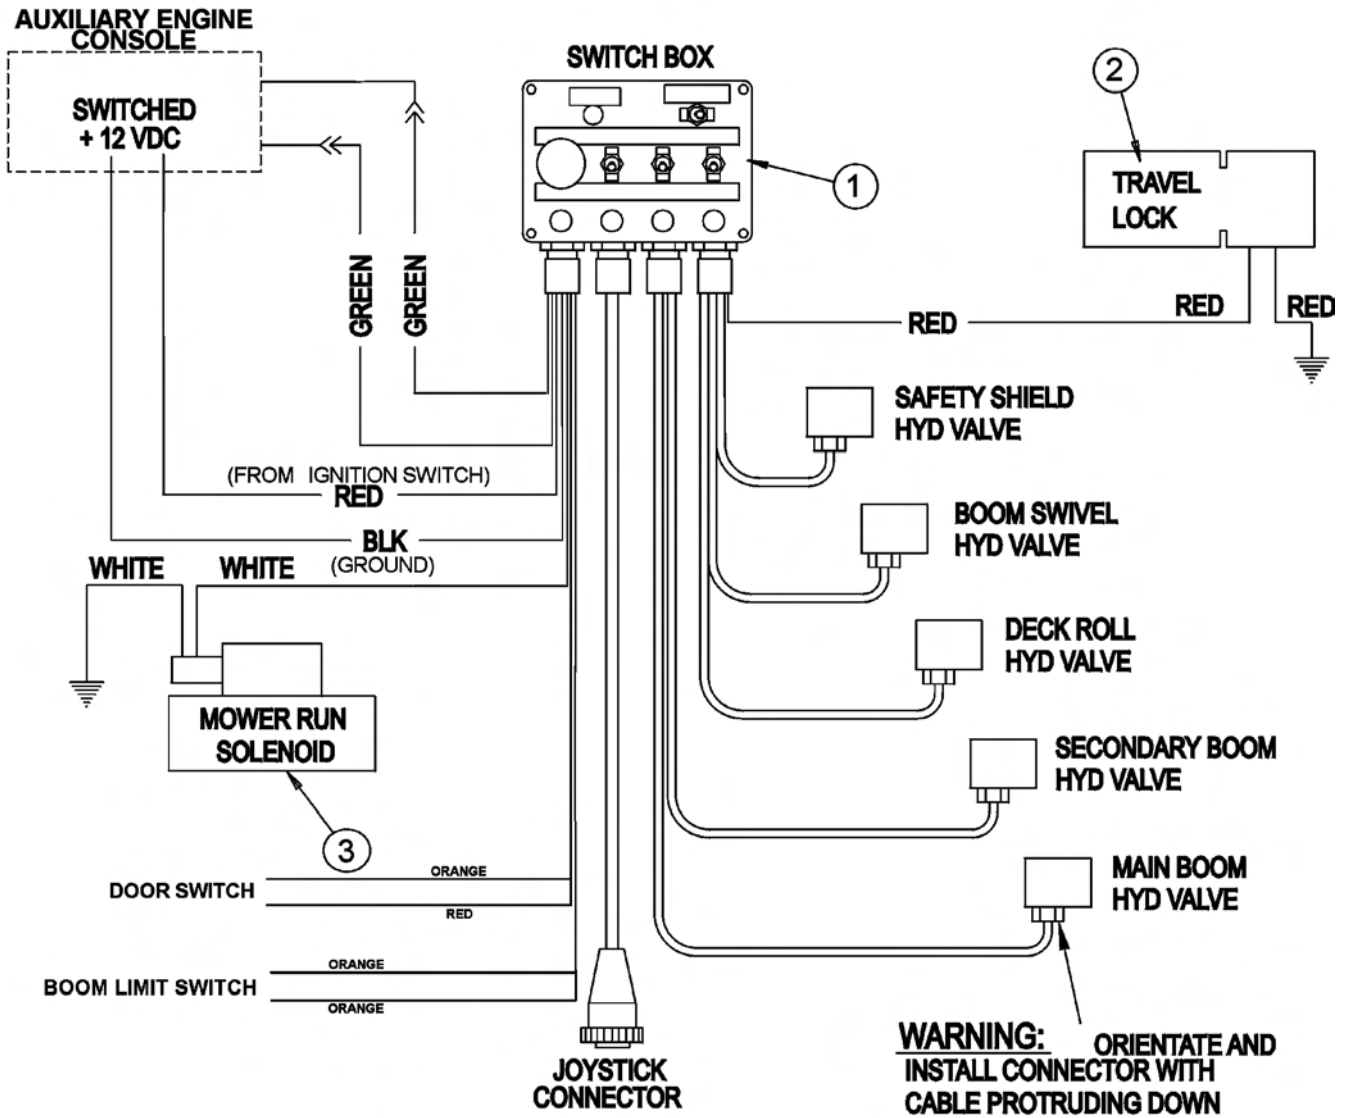 AUXILIARY ENGINE
CONSOLE
SWITCHED
+ 12 VDC
SWITCH BOX
1
2
TRAVEL
LOCK
GREEN
GREEN
RED
RED
RED
SAFETY SHIELD
HYD VALVE
(FROM IGNITION SWITCH)
RED
BLK
(GROUND)
WHITE
WHITE
BOOM SWIVEL
HYD VALVE
DECK ROLL
HYD VALVE
MOWER RUN
SOLENOID
SECONDARY BOOM
HYD VALVE
3
MAIN BOOM
HYD VALVE
DOOR SWITCH
ORANGE
RED
BOOM LIMIT SWITCH
ORANGE
ORANGE
JOYSTICK
CONNECTOR
WARNING: ORIENTATE AND
INSTALL CONNECTOR WITH
CABLE PROTRUDING DOWN